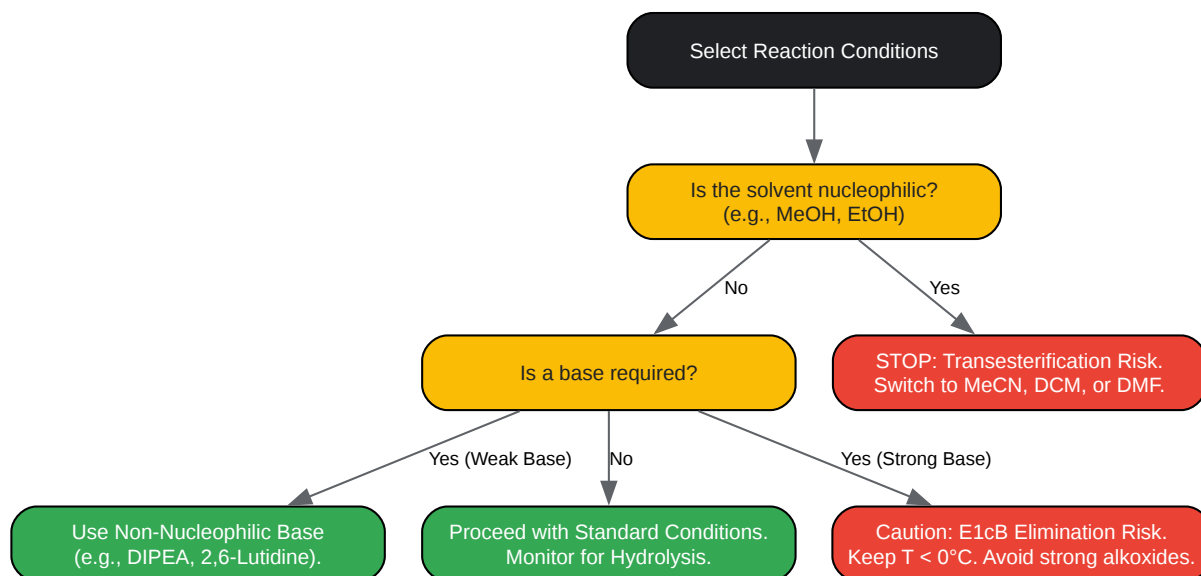 Select Reaction Conditions
Is the solvent nucleophilic?
(e.g., MeOH, EtOH)
No
Yes
Is a base required?
STOP: Transesterification Risk.
Switch to MeCN, DCM, or DMF.
Yes (Weak Base)
No
Yes (Strong Base)
Use Non-Nucleophilic Base
(e.g., DIPEA, 2,6-Lutidine).
Proceed with Standard Conditions.
Monitor for Hydrolysis.
Caution: E1cB Elimination Risk.
Keep T < 0°C. Avoid strong alkoxides.